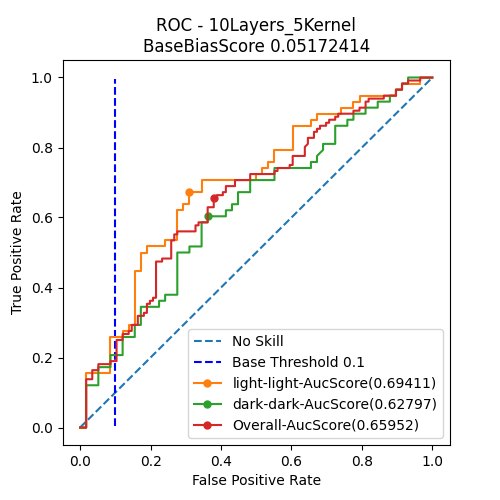 ROC - 10Layers_5Kernel
BaseBiasScore 0.05172414
True Positive Rate
1.0
0.8
0.6
0.4
0.2
0.0
No Skill
Base Threshold 0.1
light-light-AucScore(0.69411)
dark-dark-AucScore(0.62797)
Overall-AucScore(0.65952)
0.0 0.2 0.4 0.6 0.8 1.0
False Positive Rate